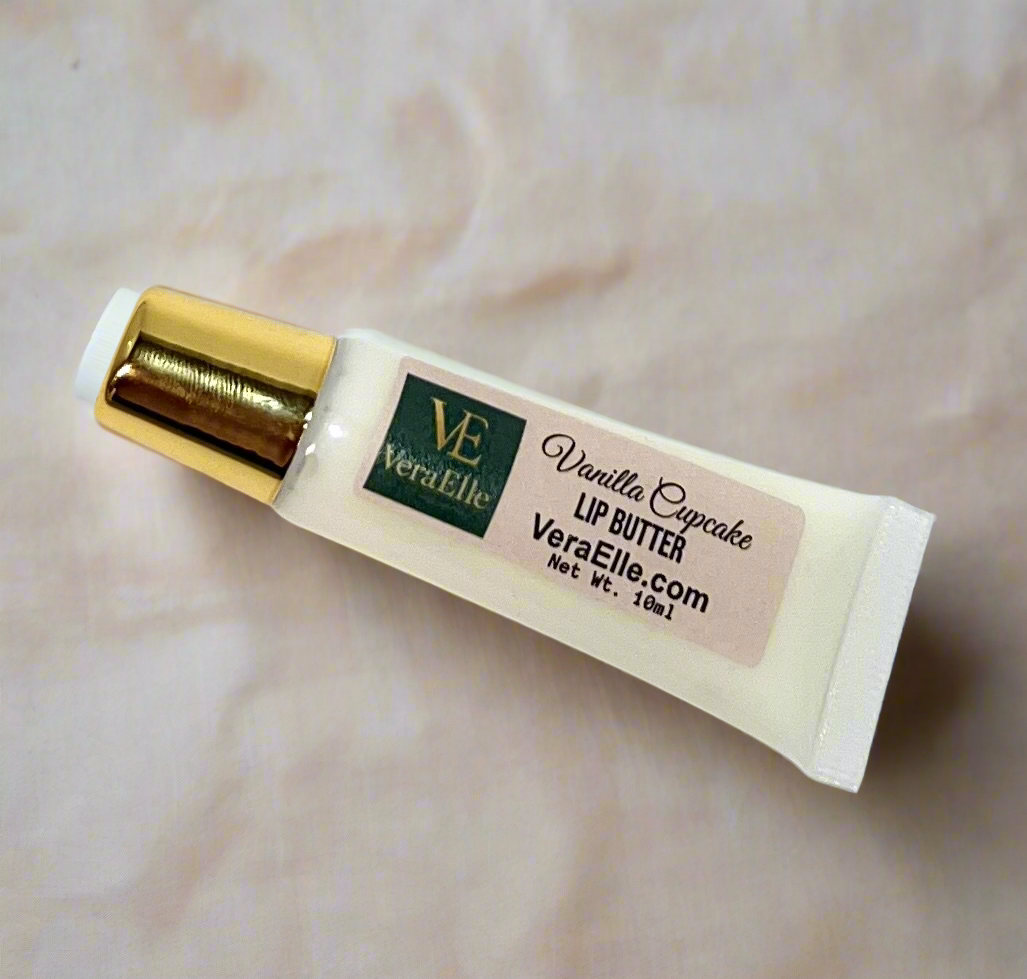 VE
VeraElle
Vanilla Cupcake
LIP BUTTER
VeraElle.com
Net Wt. 10ml